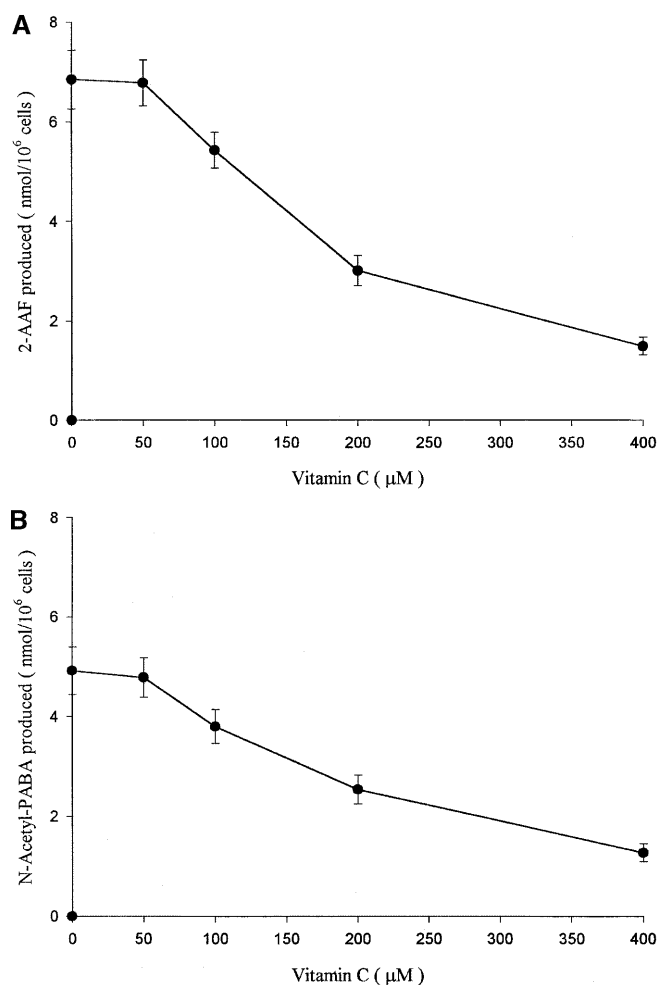 A
8
6
4
2
0
2-AAF produced ( nmol/10⁶ cells )
0 50 100 150 200 250 300 350 400
Vitamin C ( μM )
B
8
6
4
2
0
N-Acetyl-PABA produced ( nmol/10⁶ cells )
0 50 100 150 200 250 300 350 400
Vitamin C ( μM )